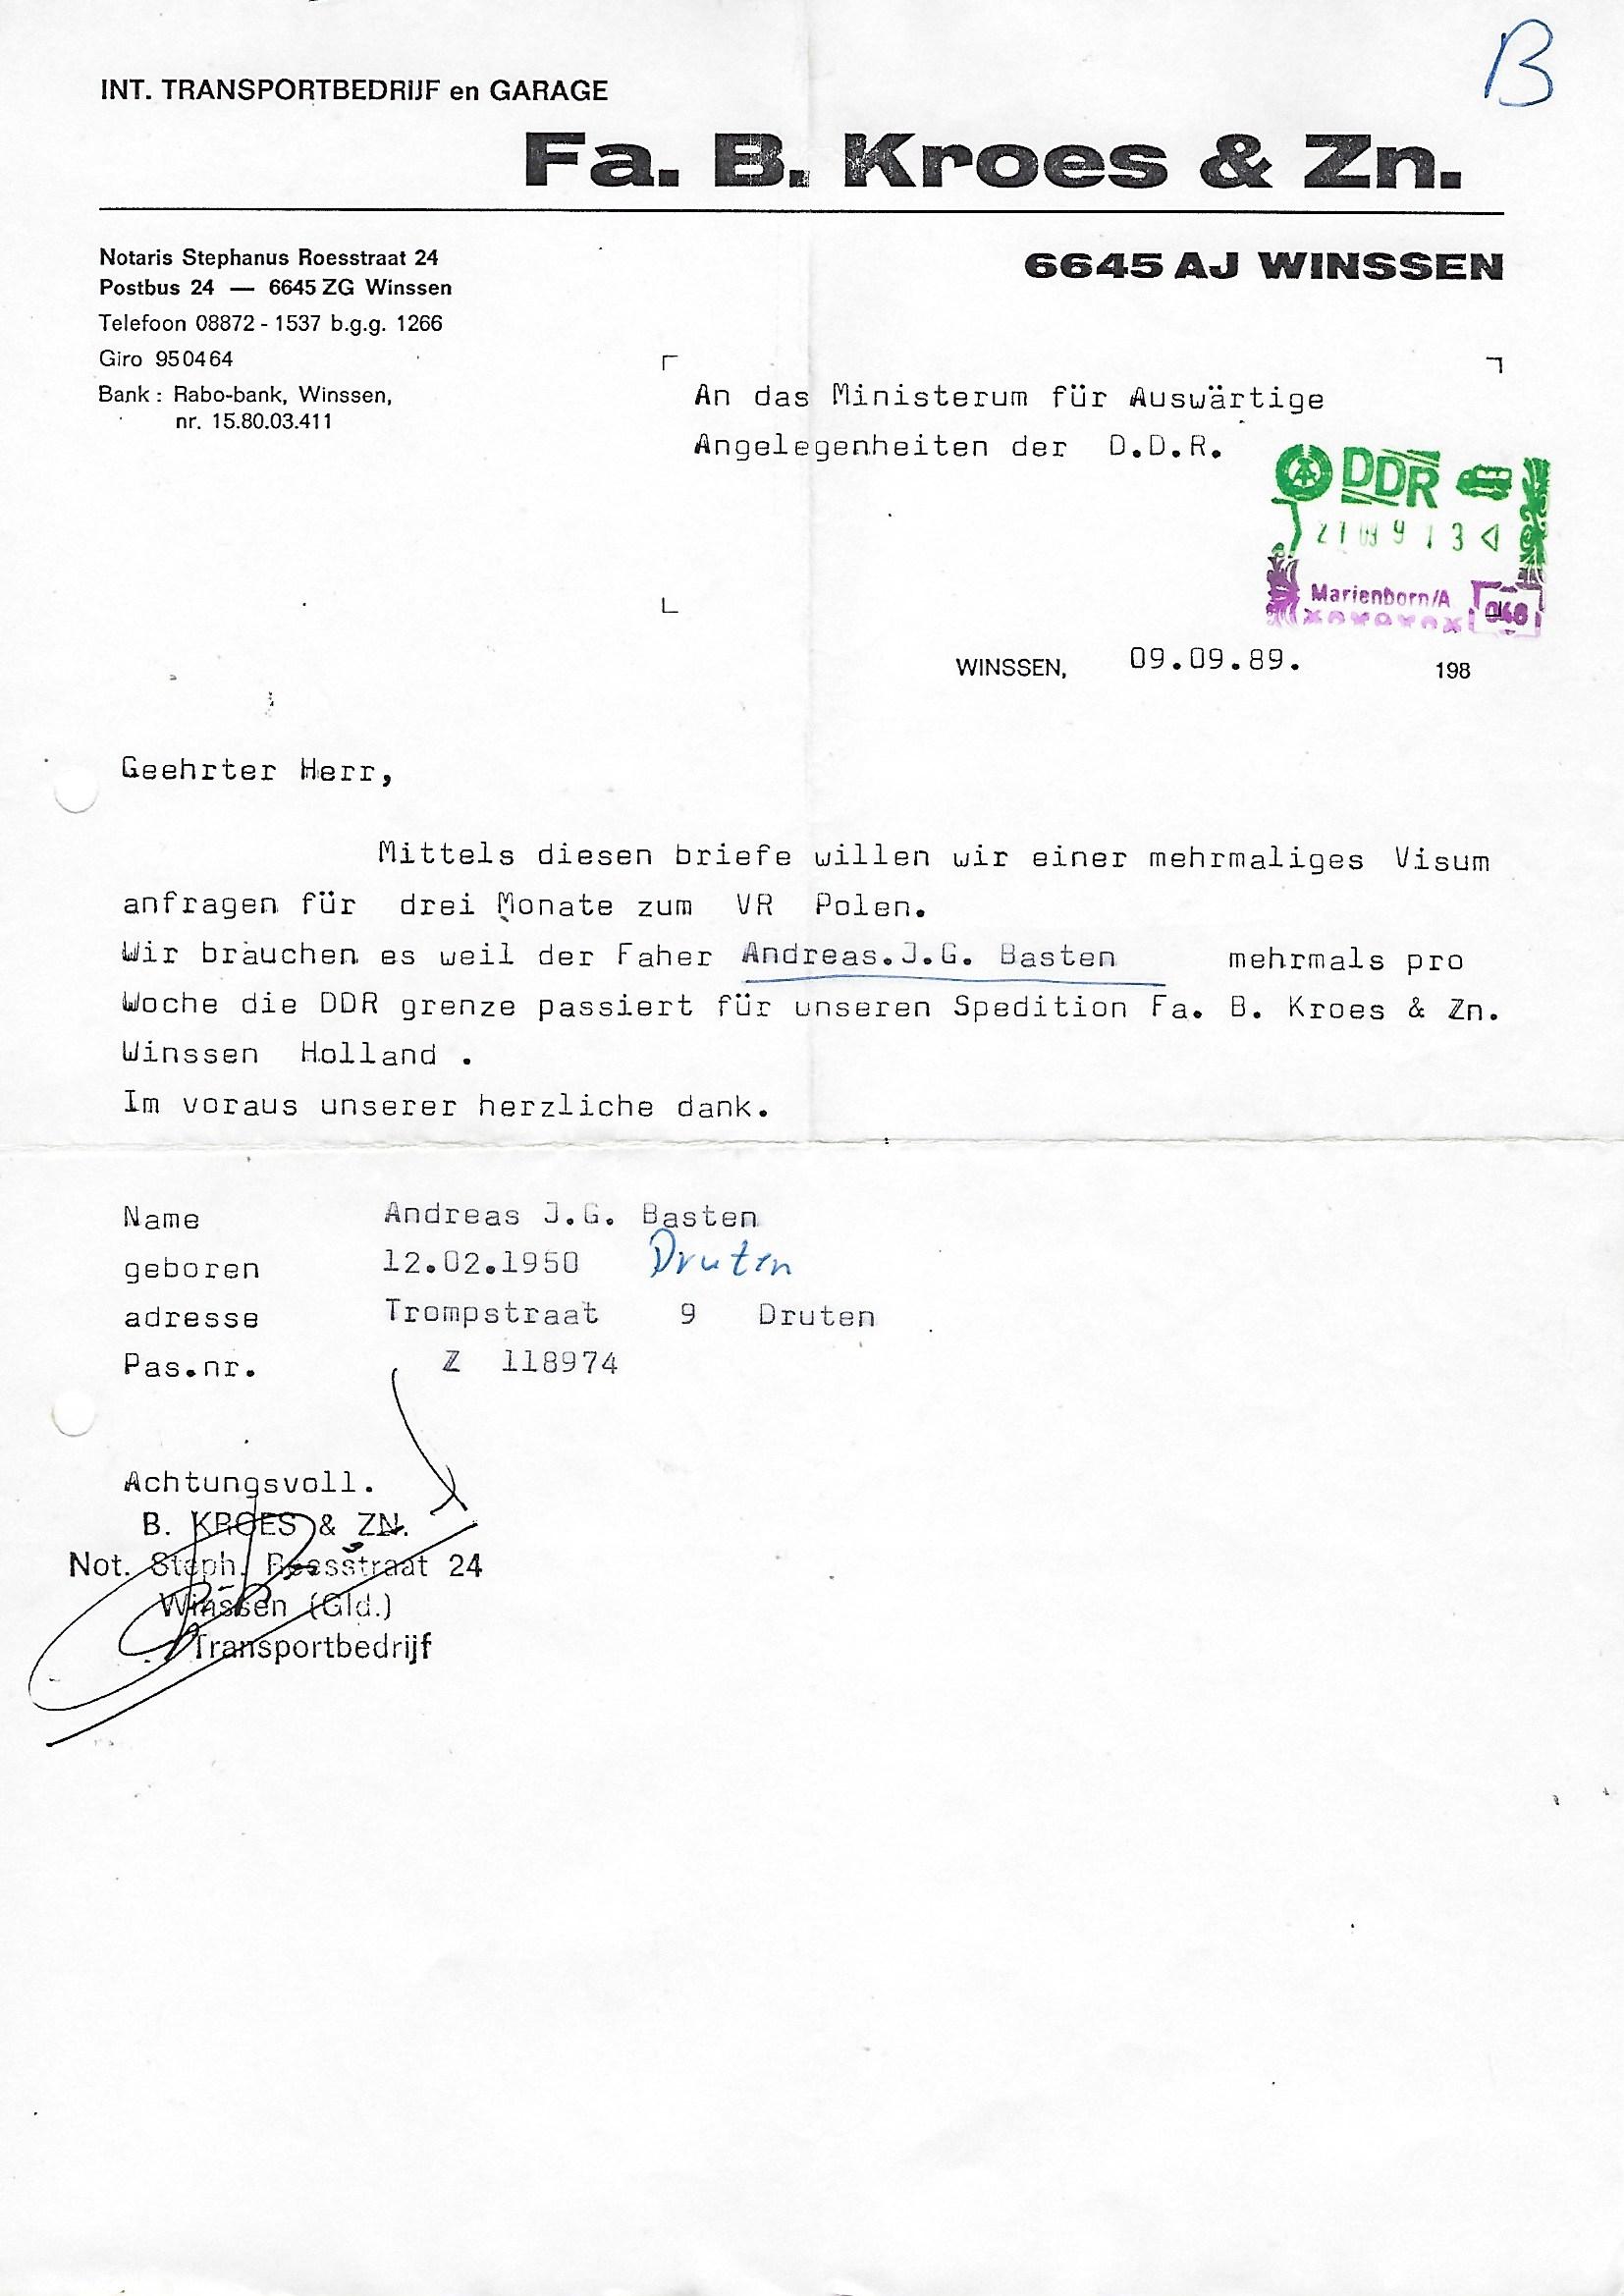 B
INT. TRANSPORTBEDRIJF en GARAGE
Fa. B. Kroes & Zn.
Notaris Stephanus Roesstraat 24
6645 AJ WINSSEN
Postbus 24 — 6645 ZG Winssen
Telefoon 08872 - 1537 b.g.g. 1266
Giro 950464
Bank : Rabo-bank, Winssen,
nr. 15.80.03.411
An das Ministerum für Auswärtige
Angelegenheiten der D.D.R.
DDR
Marienborn/A
WINSSEN, 09.09.89. 198
Geehrter Herr,
Mittels diesen briefe willen wir einer mehrmaliges Visum
anfragen für drei Monate zum VR Polen.
Wir brauchen es weil der Faher Andreas.J.G. Basten mehrmals pro
Woche die DDR grenze passiert für unseren Spedition Fa. B. Kroes & Zn.
Winssen Holland .
Im voraus unserer herzliche dank.
Name Andreas J.G. Basten
geboren 12.02.1950 Druten
adresse Trompstraat 9 Druten
Pas.nr. Z 118974
Achtungsvoll.
B. KROES & ZN.
Not. Steph. Roesstraat 24
Winssen (Gld.)
Transportbedrijf